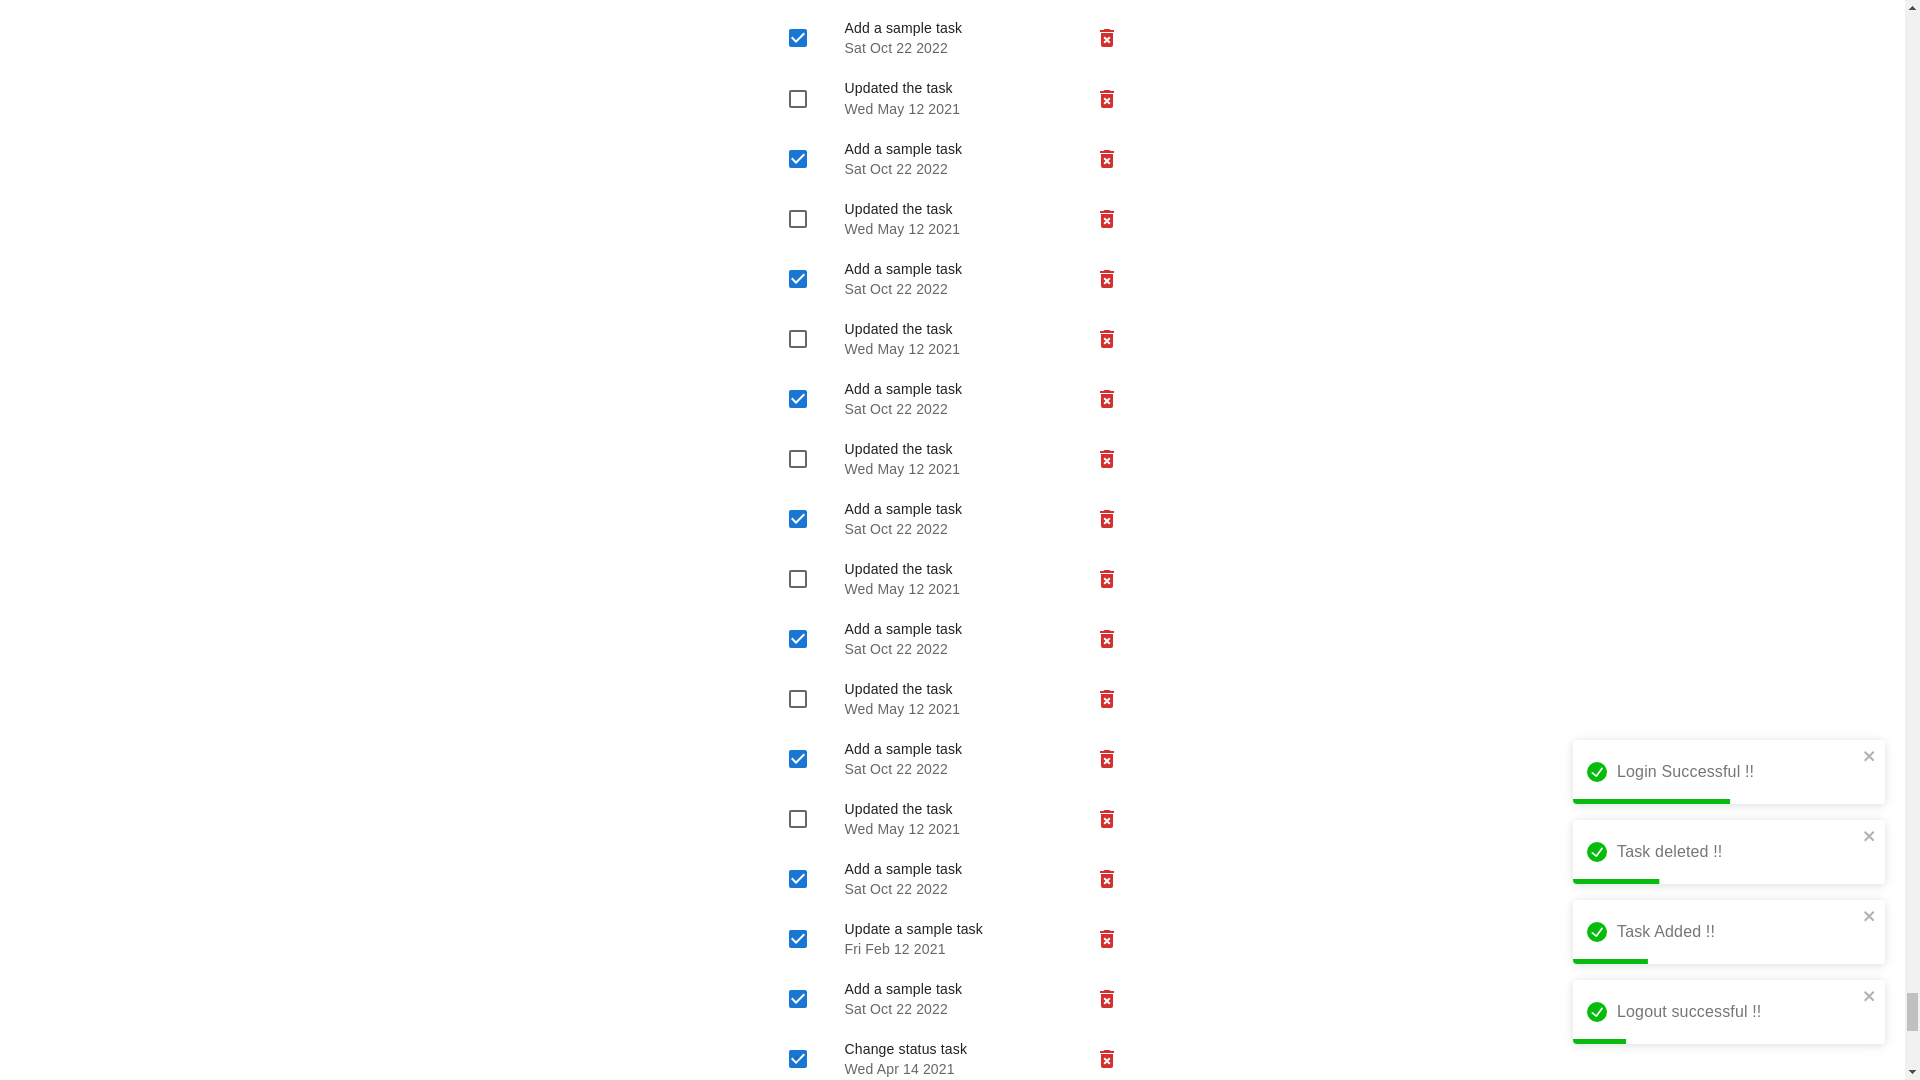 Add a sample task
Sat Oct 22 2022
Updated the task
Wed May 12 2021
Add a sample task
Sat Oct 22 2022
Updated the task
Wed May 12 2021
Add a sample task
Sat Oct 22 2022
Updated the task
Wed May 12 2021
Add a sample task
Sat Oct 22 2022
Updated the task
Wed May 12 2021
Add a sample task
Sat Oct 22 2022
Updated the task
Wed May 12 2021
Add a sample task
Sat Oct 22 2022
Updated the task
Wed May 12 2021
Add a sample task
Sat Oct 22 2022
Updated the task
Wed May 12 2021
Add a sample task
Sat Oct 22 2022
Update a sample task
Fri Feb 12 2021
Add a sample task
Sat Oct 22 2022
Change status task
Wed Apr 14 2021
Login Successful !!
Task deleted !!
Task Added !!
Logout successful !!